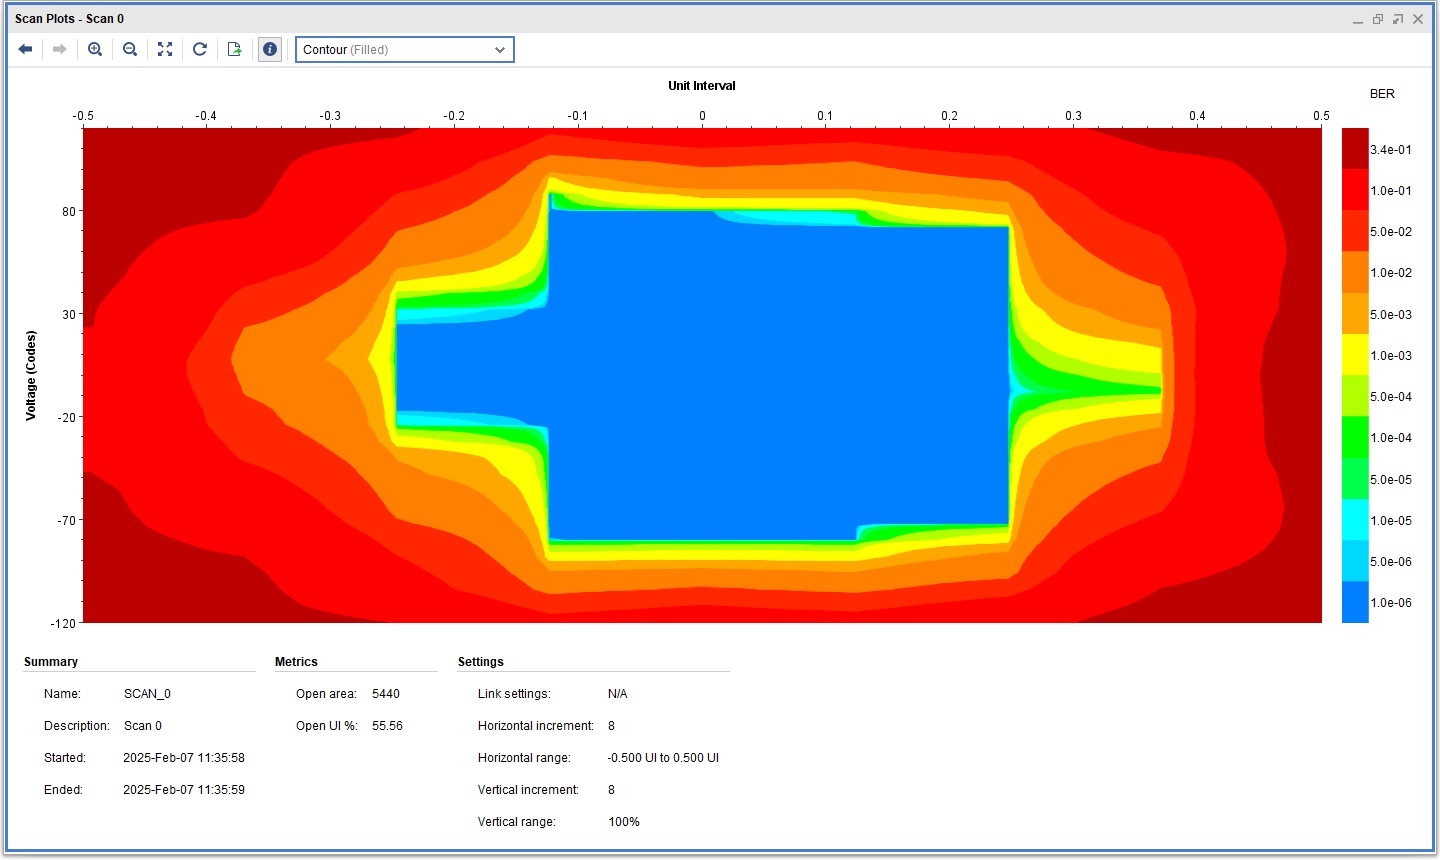 Scan Plots - Scan 0
Contour (Filled)
Unit Interval
BER
-0.5 -0.4 -0.3 -0.2 -0.1 0 0.1 0.2 0.3 0.4 0.5
3.4e-01
1.0e-01
80
5.0e-02
1.0e-02
30
5.0e-03
1.0e-03
Voltage (Codes)
5.0e-04
-20
1.0e-04
5.0e-05
-70
1.0e-05
5.0e-06
1.0e-06
-120
Summary
Name: SCAN_0
Description: Scan 0
Started: 2025-Feb-07 11:35:58
Ended: 2025-Feb-07 11:35:59
Metrics
Open area: 5440
Open UI %: 55.56
Settings
Link settings: N/A
Horizontal increment: 8
Horizontal range: -0.500 UI to 0.500 UI
Vertical increment: 8
Vertical range: 100%